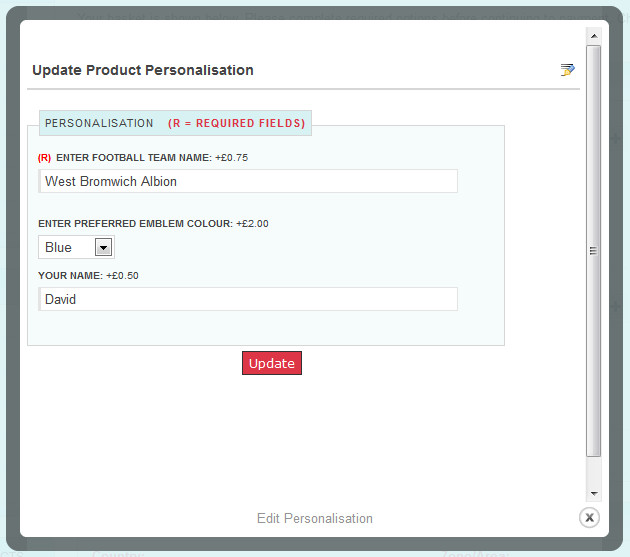 Update Product Personalisation
PERSONALISATION (R = REQUIRED FIELDS)
(R) ENTER FOOTBALL TEAM NAME: +£0.75
West Bromwich Albion
ENTER PREFERRED EMBLEM COLOUR: +£2.00
Blue
YOUR NAME: +£0.50
David
Update
Edit Personalisation
X